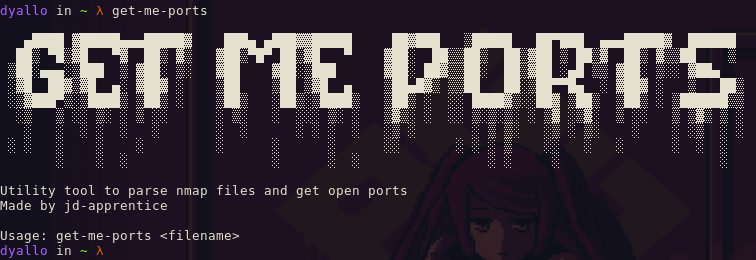 dyallo in ~ λ get-me-ports
GET ME PORTS
Utility tool to parse nmap files and get open ports
Made by jd-apprentice
Usage: get-me-ports <filename>
dyallo in ~ λ